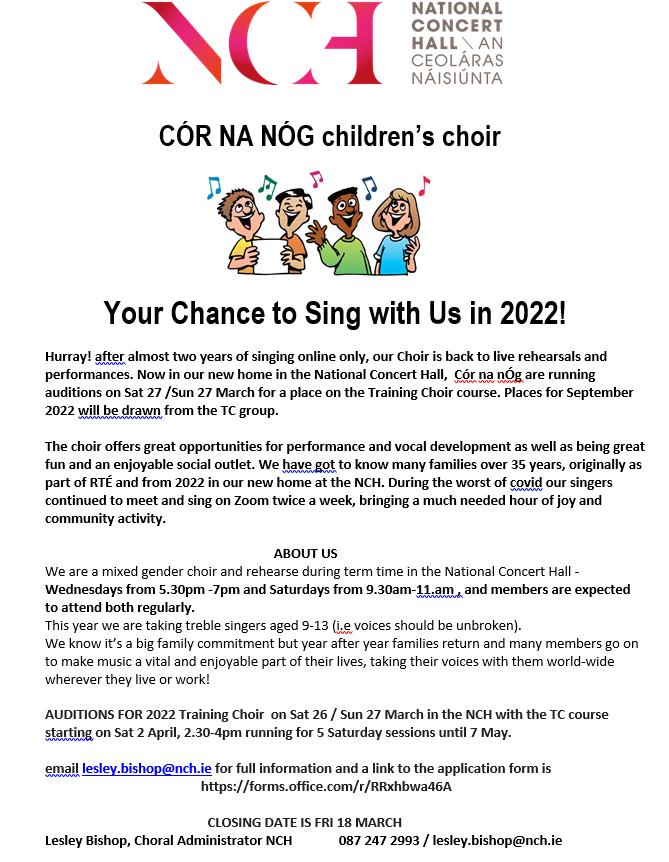 NCH
NATIONAL
CONCERT
HALL \ AN
CEOLÁRAS
NÁISIÚNTA
CÓR NA NÓG children's choir
Your Chance to Sing with Us in 2022!
Hurray! after almost two years of singing online only, our Choir is back to live rehearsals and
performances. Now in our new home in the National Concert Hall,  Cór na nÓg are running
auditions on Sat 27 /Sun 27 March for a place on the Training Choir course. Places for September
2022 will be drawn from the TC group.
The choir offers great opportunities for performance and vocal development as well as being great
fun and an enjoyable social outlet. We have got to know many families over 35 years, originally as
part of RTÉ and from 2022 in our new home at the NCH. During the worst of covid our singers
continued to meet and sing on Zoom twice a week, bringing a much needed hour of joy and
community activity.
ABOUT US
We are a mixed gender choir and rehearse during term time in the National Concert Hall -
Wednesdays from 5.30pm -7pm and Saturdays from 9.30am-11.am , and members are expected
to attend both regularly.
This year we are taking treble singers aged 9-13 (i.e voices should be unbroken).
We know it's a big family commitment but year after year families return and many members go on
to make music a vital and enjoyable part of their lives, taking their voices with them world-wide
wherever they live or work!
AUDITIONS FOR 2022 Training Choir  on Sat 26 / Sun 27 March in the NCH with the TC course
starting on Sat 2 April, 2.30-4pm running for 5 Saturday sessions until 7 May.
email lesley.bishop@nch.ie for full information and a link to the application form is
https://forms.office.com/r/RRxhbwa46A
CLOSING DATE IS FRI 18 MARCH
Lesley Bishop, Choral Administrator NCH 087 247 2993 / lesley.bishop@nch.ie